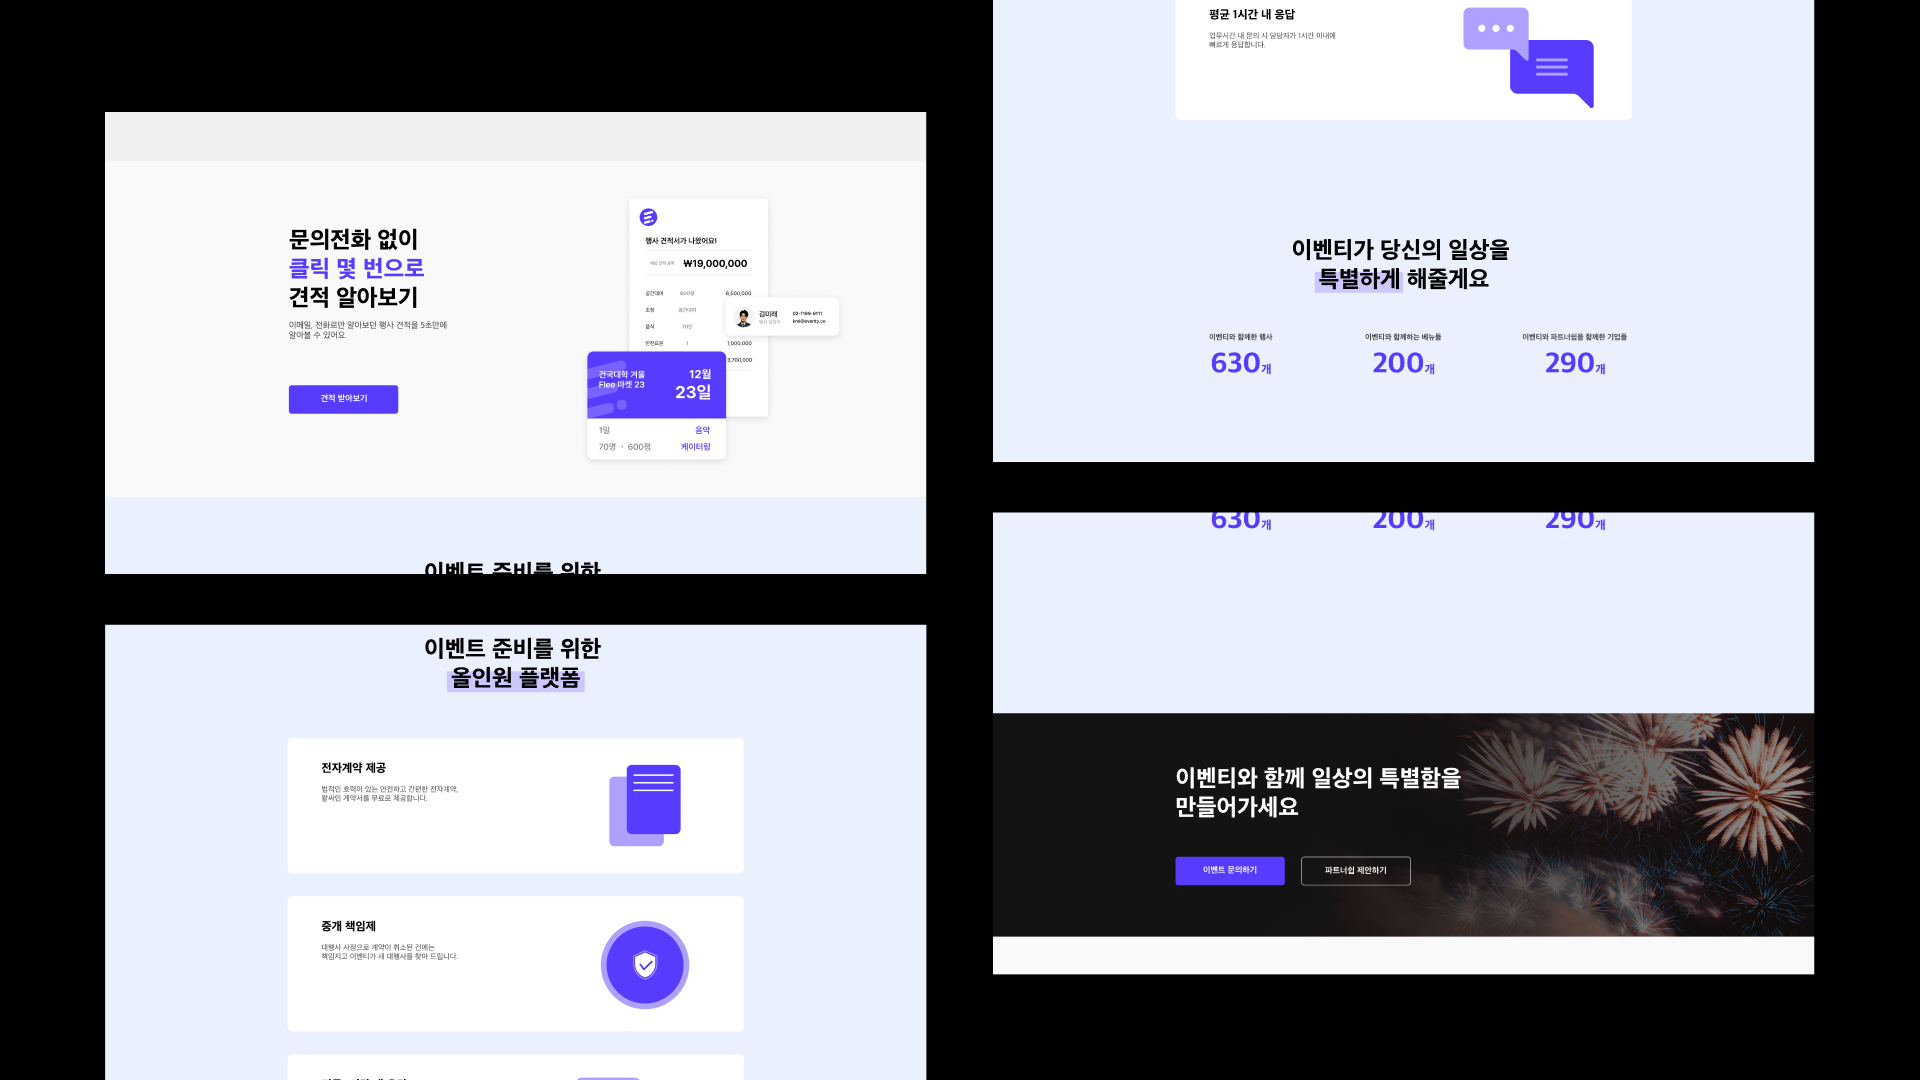 문의전화 없이
클릭 몇 번으로
견적 알아보기
이메일, 전화로만 알아보던 행사 견적을 5초만에
알아볼 수 있어요.
견적 받아보기
행사 견적서가 나왔어요!
₩19,000,000
공간대여 600평 8,500,000
초청 공간대여
음식 70인
안전요원 1 1,000,000
3,700,000
김미래
02-1199-9111
건국대학 겨울
Flee 마켓 23
12월
23일
1일 음악
70명 · 600평 케이터링
이벤트 준비를 위한
이벤트 준비를 위한
올인원 플랫폼
전자계약 제공
법적인 효력이 있는 안전하고 간편한 전자계약,
값싸인 계약서를 무료로 제공합니다.
중개 책임제
대행사 사정으로 계약이 취소된 건에는
책임지고 이벤티가 새 대행사를 찾아 드립니다.
평균 1시간 내 응답
업무시간 내 문의 시 담당자가 1시간 이내에
빠르게 응답합니다.
이벤티가 당신의 일상을
특별하게 해줄게요
이벤티와 함께한 행사
630개
이벤티와 함께하는 베뉴들
200개
이벤티와 파트너쉽을 함께한 기업들
290개
630개 200개 290개
이벤티와 함께 일상의 특별함을
만들어가세요
이벤트 문의하기
파트너쉽 제안하기